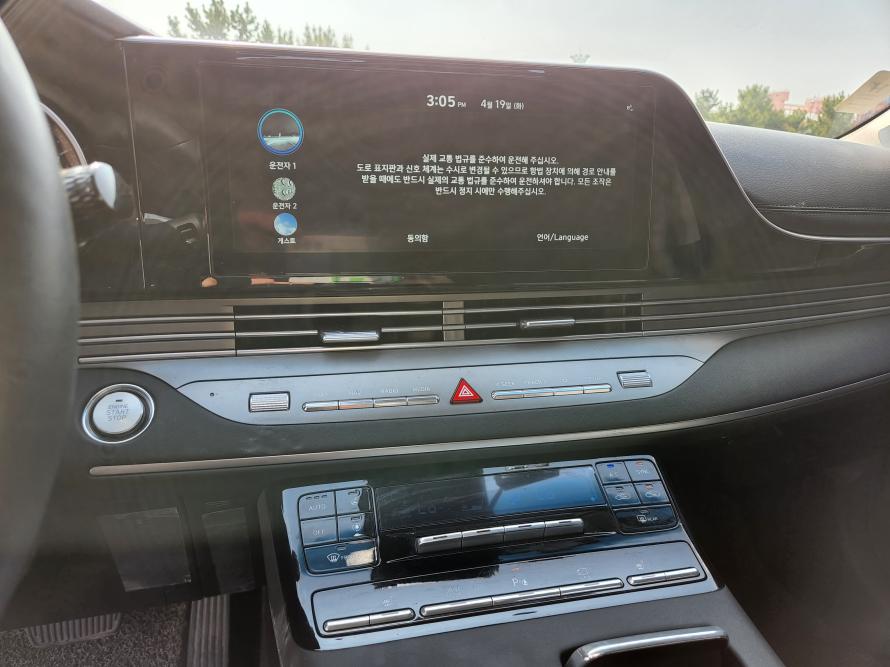 3:05 PM 4월 19일 (화)
운전자 1
운전자 2
게스트
실제 교통 법규를 준수하여 운전해 주십시오.
도로 표지판과 신호 체계는 수시로 변경될 수 있으므로 항법 장치에 의해 경로 안내를
받을 때에도 반드시 실제의 교통 법규를 준수하여 운전하셔야 합니다. 모든 조작은
반드시 정지 시에만 수행해주십시오.
동의함
언어/Language
RADIO
MEDIA
ENGINE
START
STOP
AUTO
OFF
A/C
SYNC
REAR